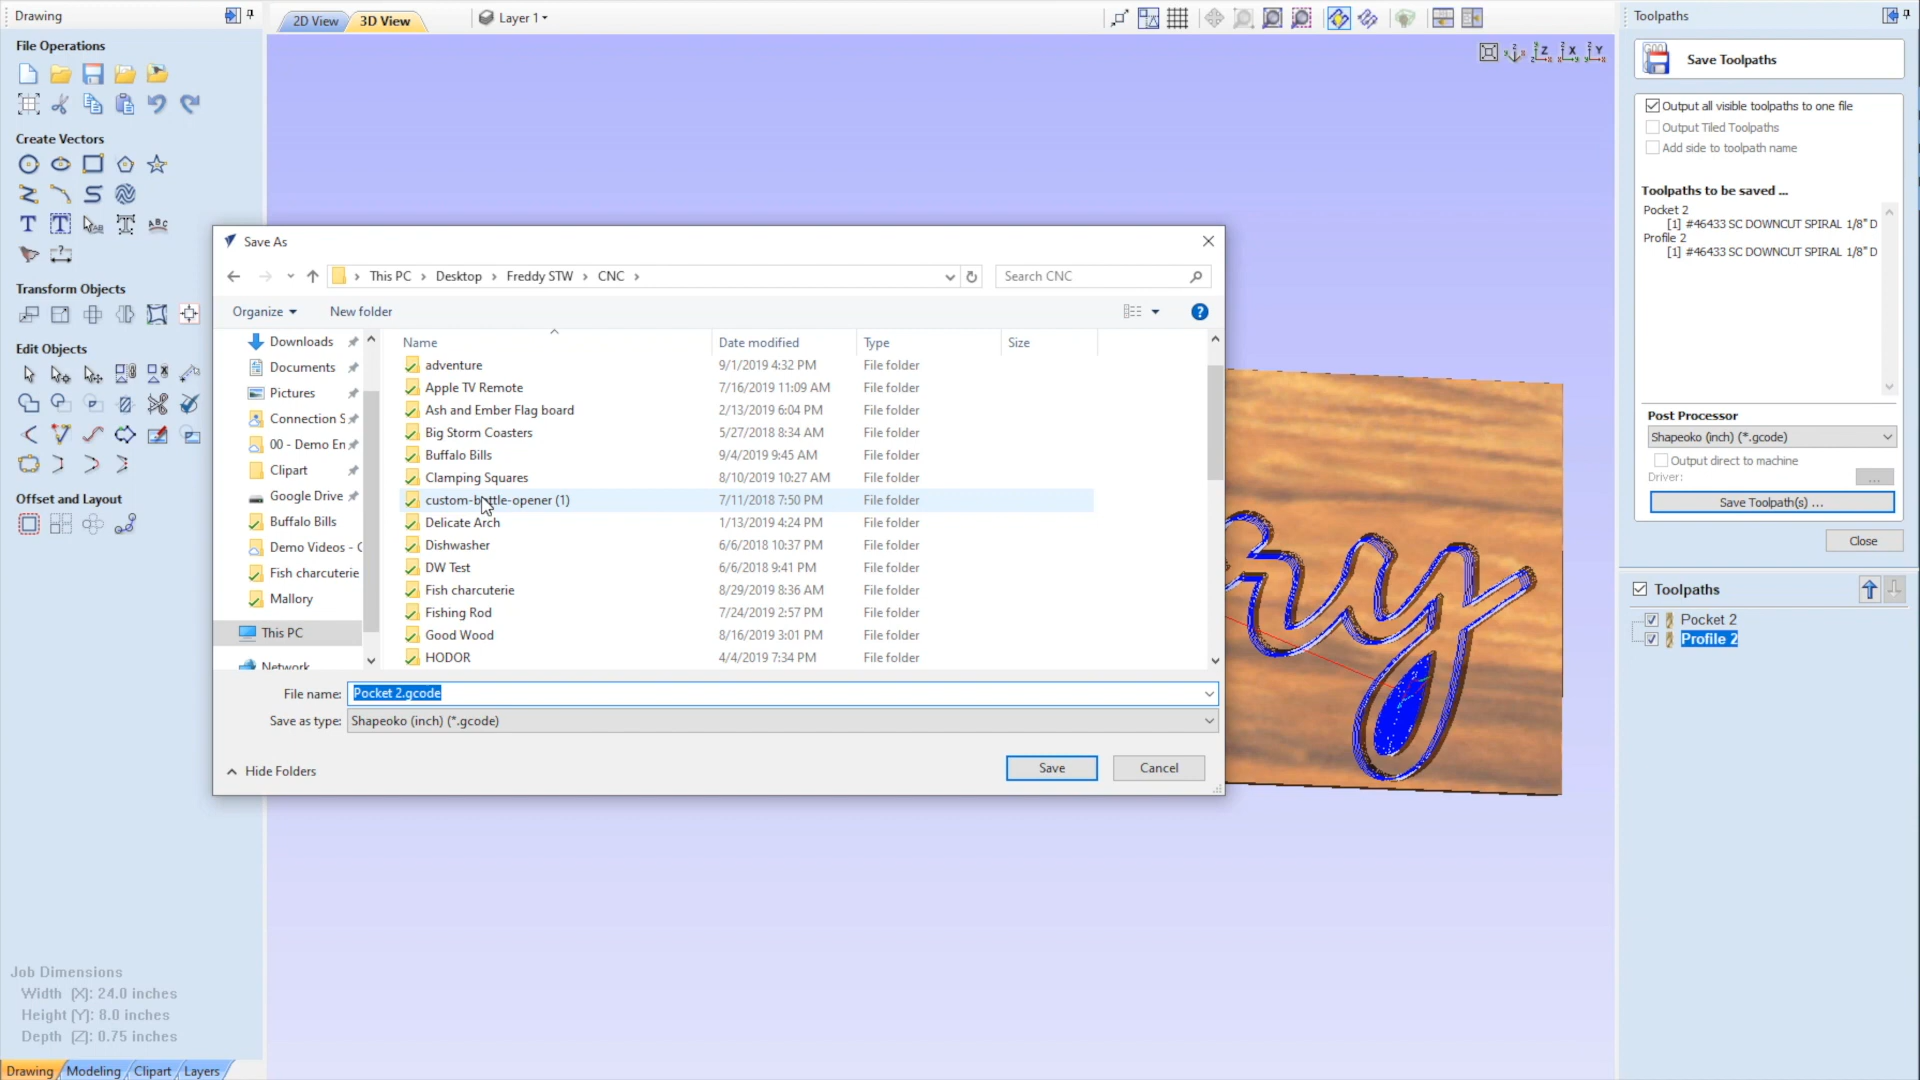 Drawing
File Operations
Create Vectors
Transform Objects
Edit Objects
Offset and Layout
Job Dimensions
Width (X): 24.0 inches
Height (Y): 8.0 inches
Depth (Z): 0.75 inches
Drawing Modeling Clipart Layers
2D View 3D View Layer 1
Save As
This PC > Desktop > Freddy STW > CNC >
Search CNC
Organize New folder
Downloads
Documents
Pictures
Connection S
00 - Demo En
Clipart
Google Drive
Buffalo Bills
Demo Videos - C
Fish charcuterie
Mallory
This PC
Network
Name Date modified Type Size
adventure 9/1/2019 4:32 PM File folder
Apple TV Remote 7/16/2019 11:09 AM File folder
Ash and Ember Flag board 2/13/2019 6:04 PM File folder
Big Storm Coasters 5/27/2018 8:34 AM File folder
Buffalo Bills 9/4/2019 9:45 AM File folder
Clamping Squares 8/10/2019 10:27 AM File folder
custom-bottle-opener (1) 7/11/2018 7:50 PM File folder
Delicate Arch 1/13/2019 4:24 PM File folder
Dishwasher 6/6/2018 10:37 PM File folder
DW Test 6/6/2018 9:41 PM File folder
Fish charcuterie 8/29/2019 8:36 AM File folder
Fishing Rod 7/24/2019 2:57 PM File folder
Good Wood 8/16/2019 3:01 PM File folder
HODOR 4/4/2019 7:34 PM File folder
File name: Pocket 2.gcode
Save as type: Shapeoko (inch) (*.gcode)
Hide Folders
Save Cancel
ry
Toolpaths
Save Toolpaths
Output all visible toolpaths to one file
Output Tiled Toolpaths
Add side to toolpath name
Toolpaths to be saved ...
Pocket 2
[1] #46433 SC DOWNCUT SPIRAL 1/8" D
Profile 2
[1] #46433 SC DOWNCUT SPIRAL 1/8" D
Post Processor
Shapeoko (inch) (*.gcode)
Output direct to machine
Driver: ...
Save Toolpath(s) ...
Close
Toolpaths
Pocket 2
Profile 2